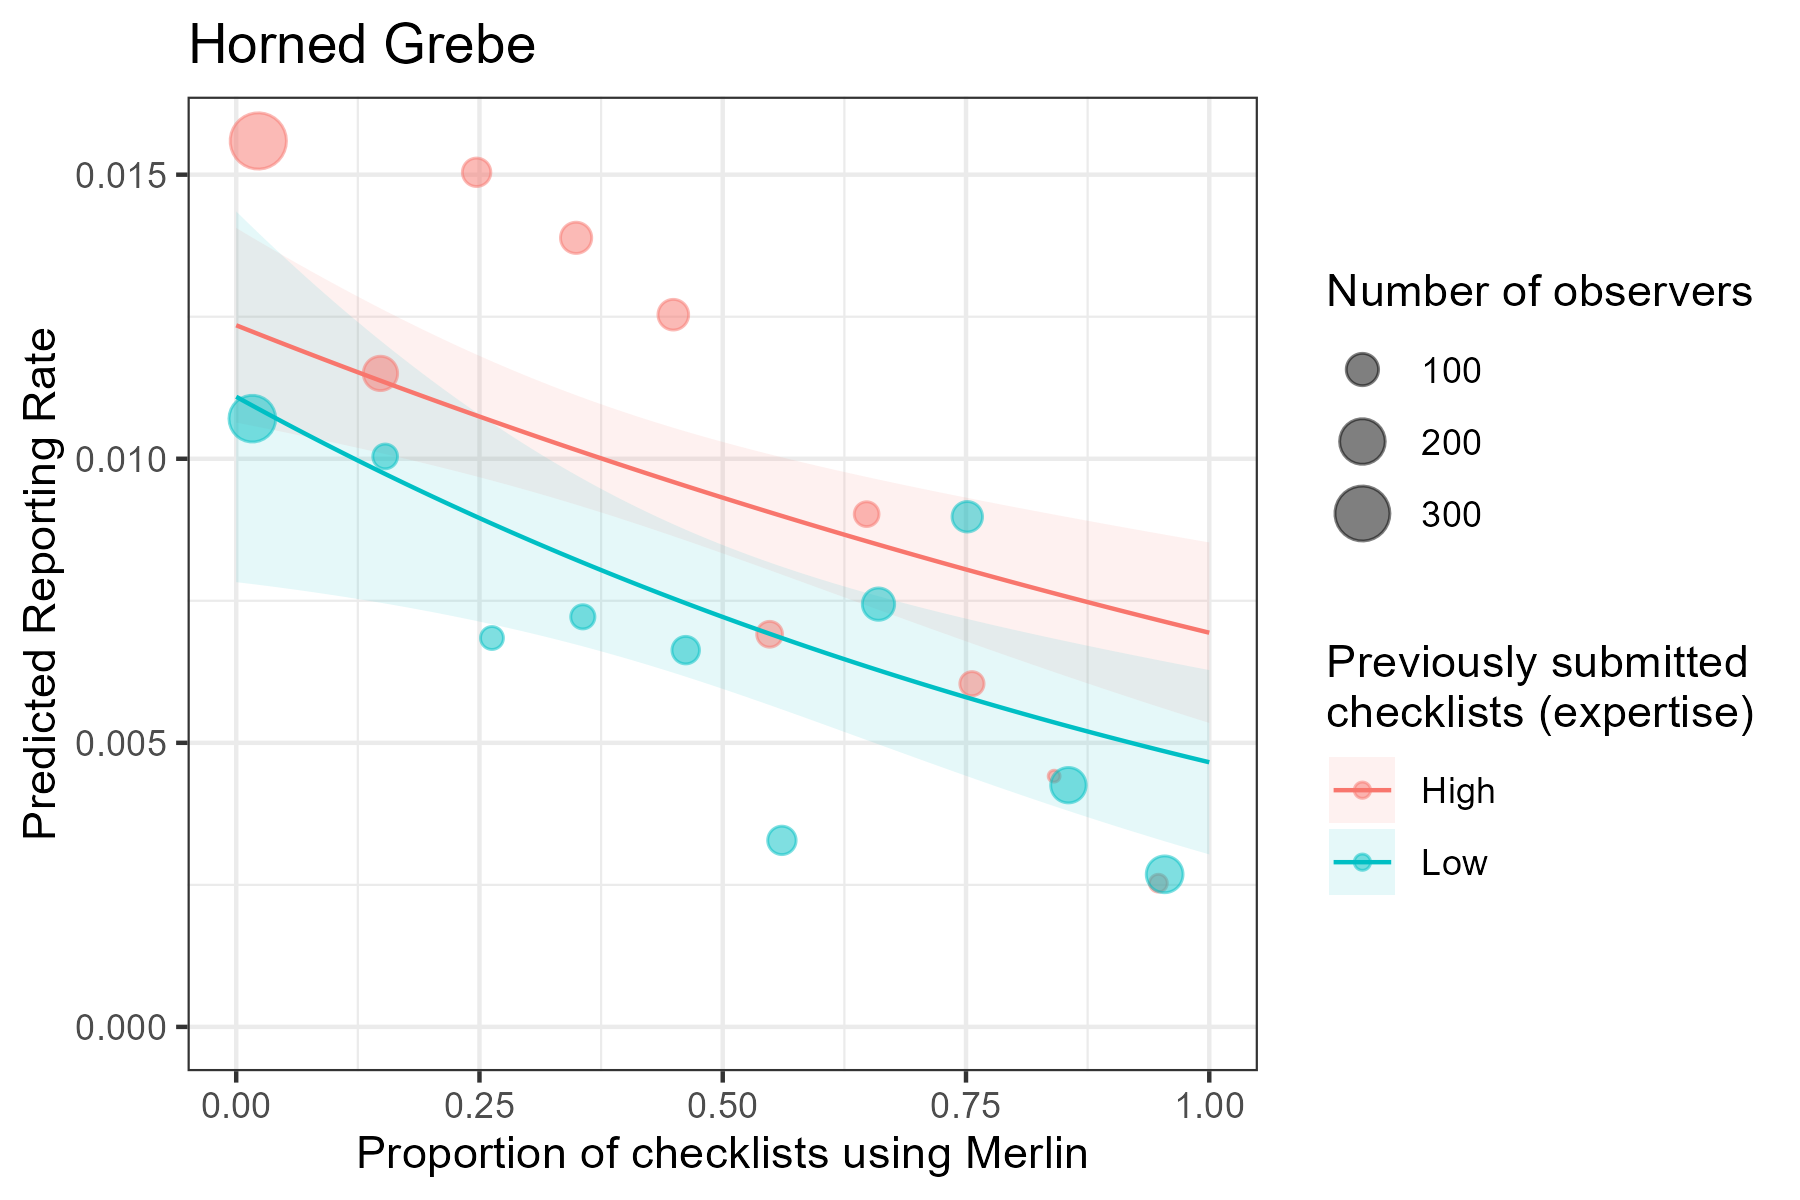 Horned Grebe
Predicted Reporting Rate
0.015
0.010
0.005
0.000
0.00 0.25 0.50 0.75 1.00
Proportion of checklists using Merlin
Number of observers
100
200
300
Previously submitted
checklists (expertise)
High
Low